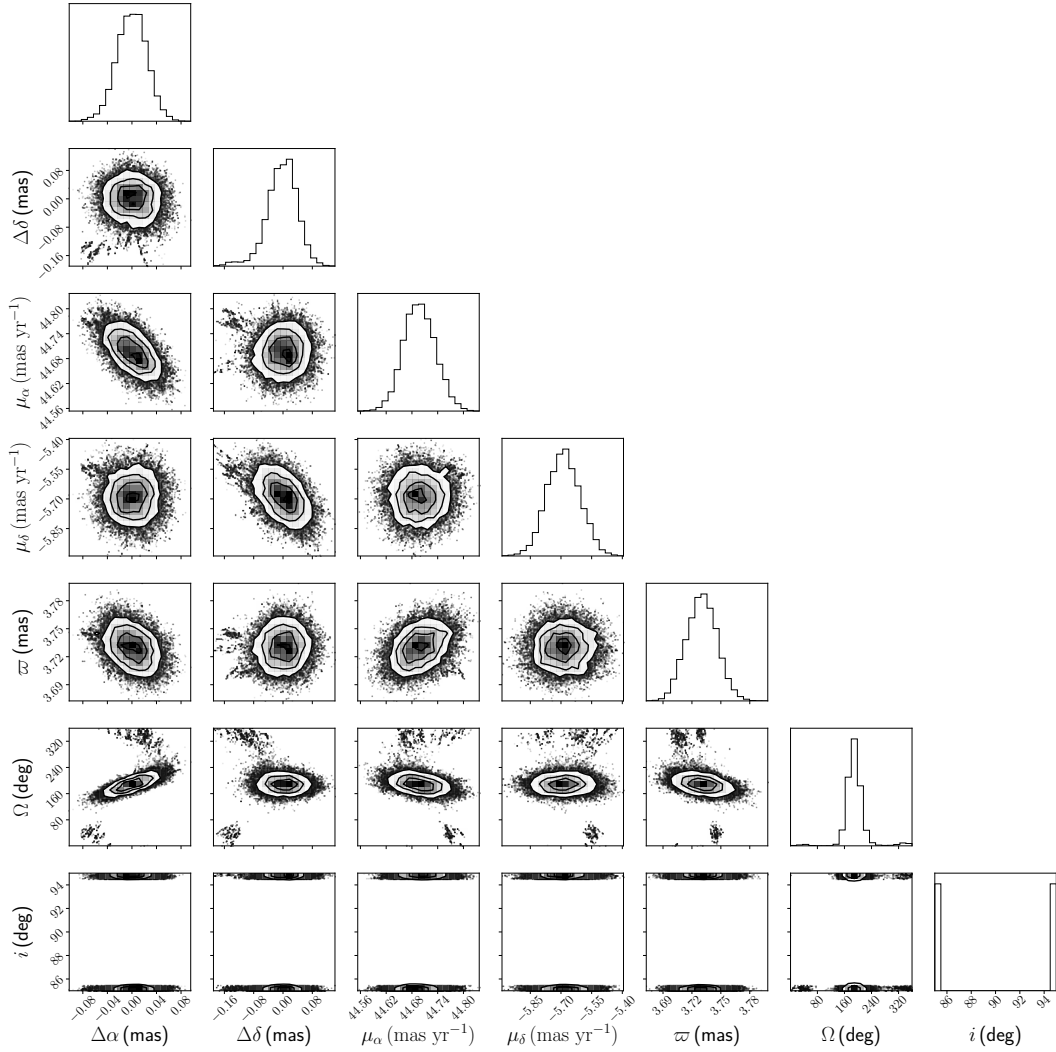 Δδ (mas)
0.08
0.00
−0.08
−0.16
μα (mas yr⁻¹)
44.80
44.74
44.68
44.62
44.56
μδ (mas yr⁻¹)
−5.40
−5.55
−5.70
−5.85
ϖ (mas)
3.78
3.75
3.72
3.69
Ω (deg)
320
240
160
80
i (deg)
94
92
90
88
86
−0.08 −0.04 0.00 0.04 0.08
−0.16 −0.08 0.00 0.08
44.56 44.62 44.68 44.74 44.80
−5.85 −5.70 −5.55 −5.40
3.69 3.72 3.75 3.78
80 160 240 320
86 88 90 92 94
Δα (mas) Δδ (mas) μα (mas yr⁻¹) μδ (mas yr⁻¹) ϖ (mas) Ω (deg) i (deg)